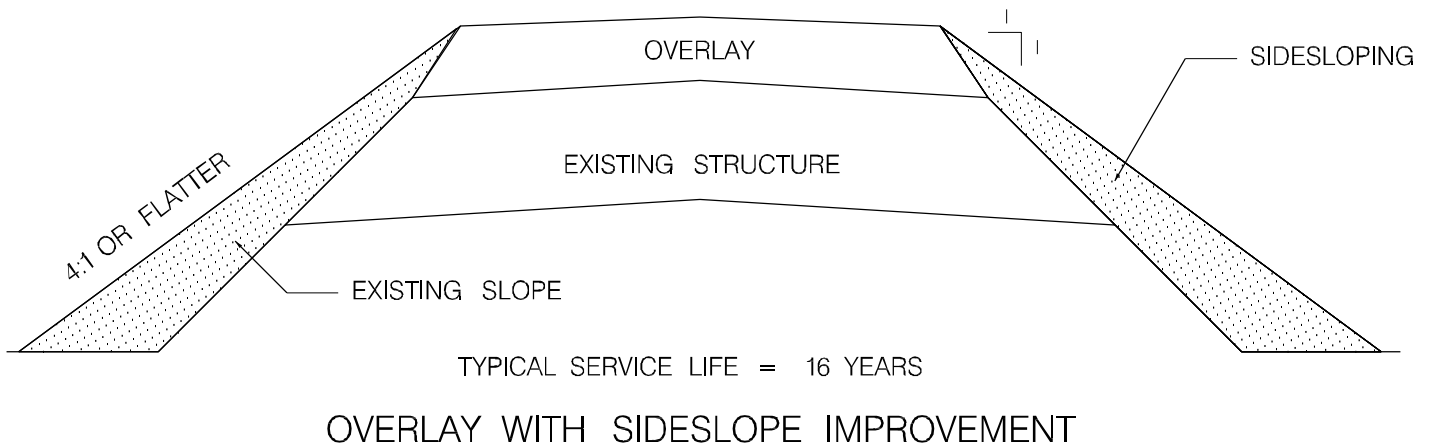 I
I
OVERLAY
SIDESLOPING
EXISTING STRUCTURE
4:1 OR FLATTER
EXISTING SLOPE
TYPICAL SERVICE LIFE = 16 YEARS
OVERLAY WITH SIDESLOPE IMPROVEMENT